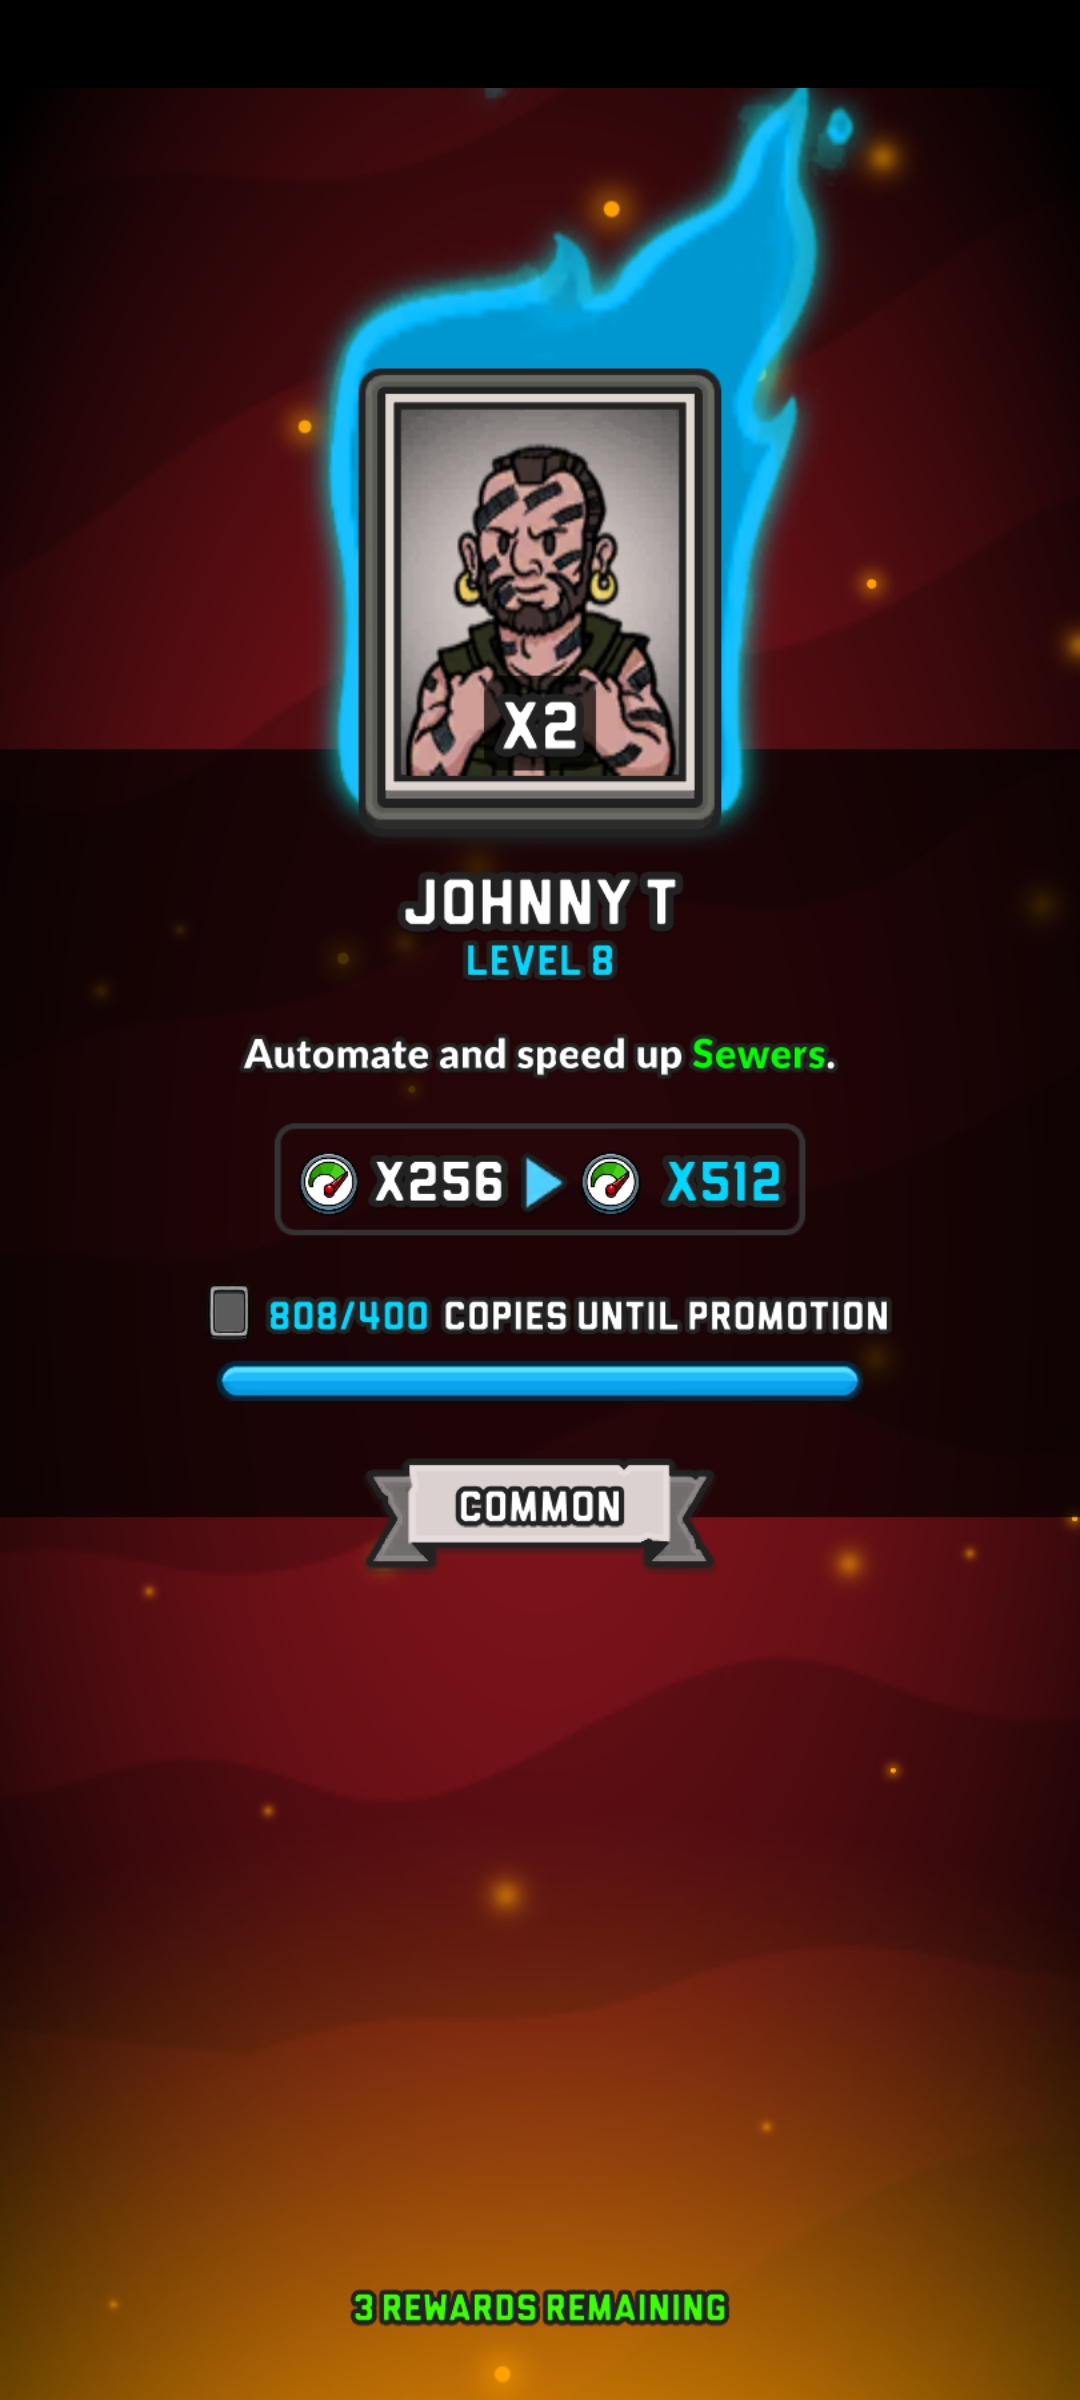 X2
JOHNNY T
LEVEL 8
Automate and speed up Sewers.
X256 X512
808/400 COPIES UNTIL PROMOTION
COMMON
3 REWARDS REMAINING